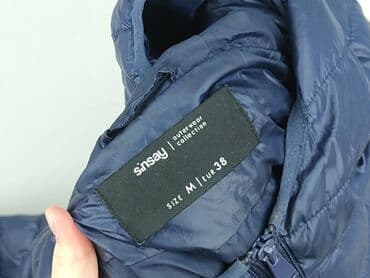 sinsay
outerwear
collection
SIZE M | EUR 38